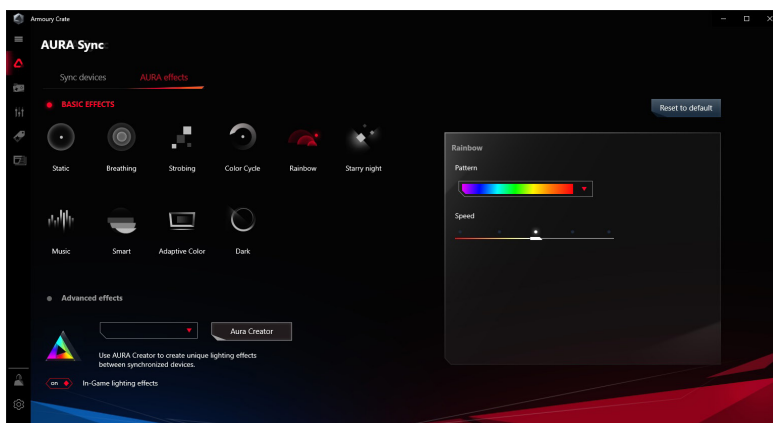 Armoury Crate
AURA Sync
Sync devices
AURA effects
BASIC EFFECTS
Reset to default
Static
Breathing
Strobing
Color Cycle
Rainbow
Starry night
Music
Smart
Adaptive Color
Dark
Rainbow
Pattern
Speed
Advanced effects
Aura Creator
Use AURA Creator to create unique lighting effects
between synchronized devices.
on
In-Game lighting effects